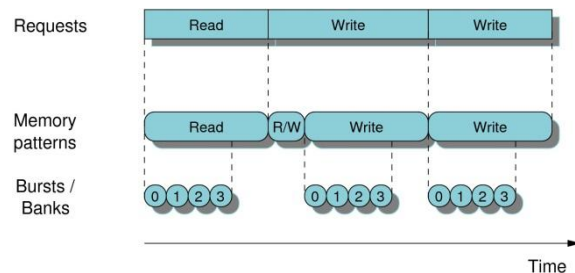 Requests
Read Write Write
Memory
patterns
Read R/W Write Write
Bursts /
Banks
0 1 2 3 0 1 2 3 0 1 2 3
Time